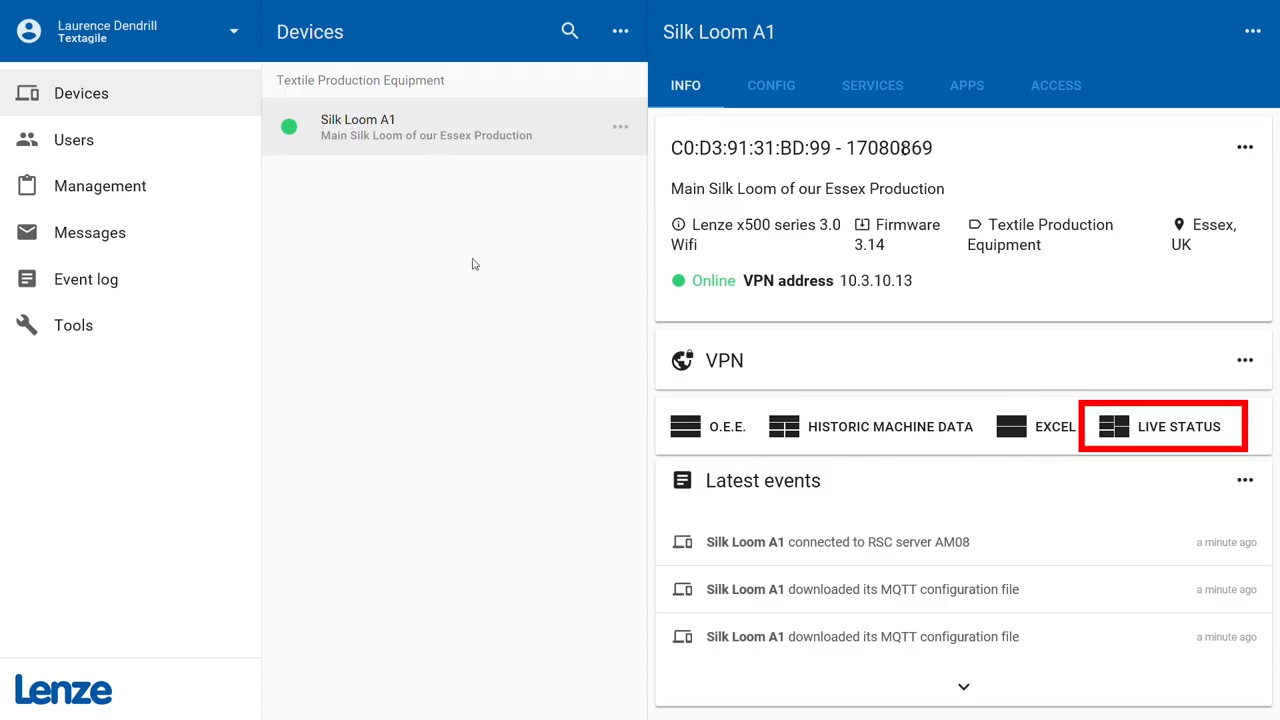 Laurence Dendrill
Textagile
Devices
Users
Management
Messages
Event log
Tools
Lenze
Devices
Textile Production Equipment
Silk Loom A1
Main Silk Loom of our Essex Production
Silk Loom A1
INFO CONFIG SERVICES APPS ACCESS
C0:D3:91:31:BD:99 - 17080869
Main Silk Loom of our Essex Production
Lenze x500 series 3.0
Wifi
Firmware
3.14
Textile Production
Equipment
Essex,
UK
Online VPN address 10.3.10.13
VPN
O.E.E. HISTORIC MACHINE DATA EXCEL LIVE STATUS
Latest events
Silk Loom A1 connected to RSC server AM08 a minute ago
Silk Loom A1 downloaded its MQTT configuration file a minute ago
Silk Loom A1 downloaded its MQTT configuration file a minute ago